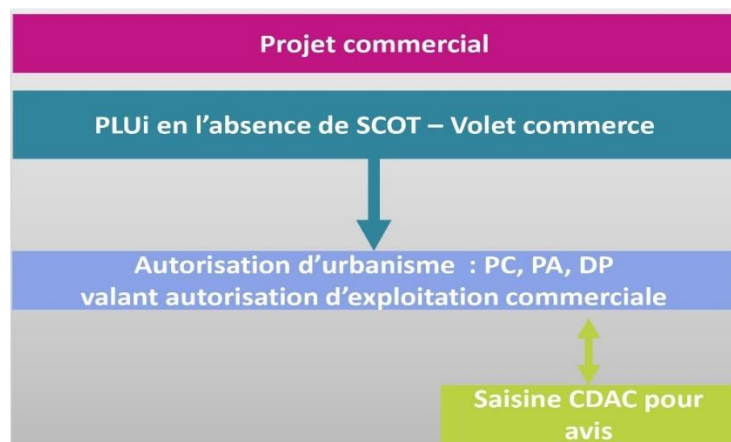 Projet commercial
PLUi en l’absence de SCOT – Volet commerce
Autorisation d’urbanisme : PC, PA, DP
valant autorisation d’exploitation commerciale
Saisine CDAC pour
avis